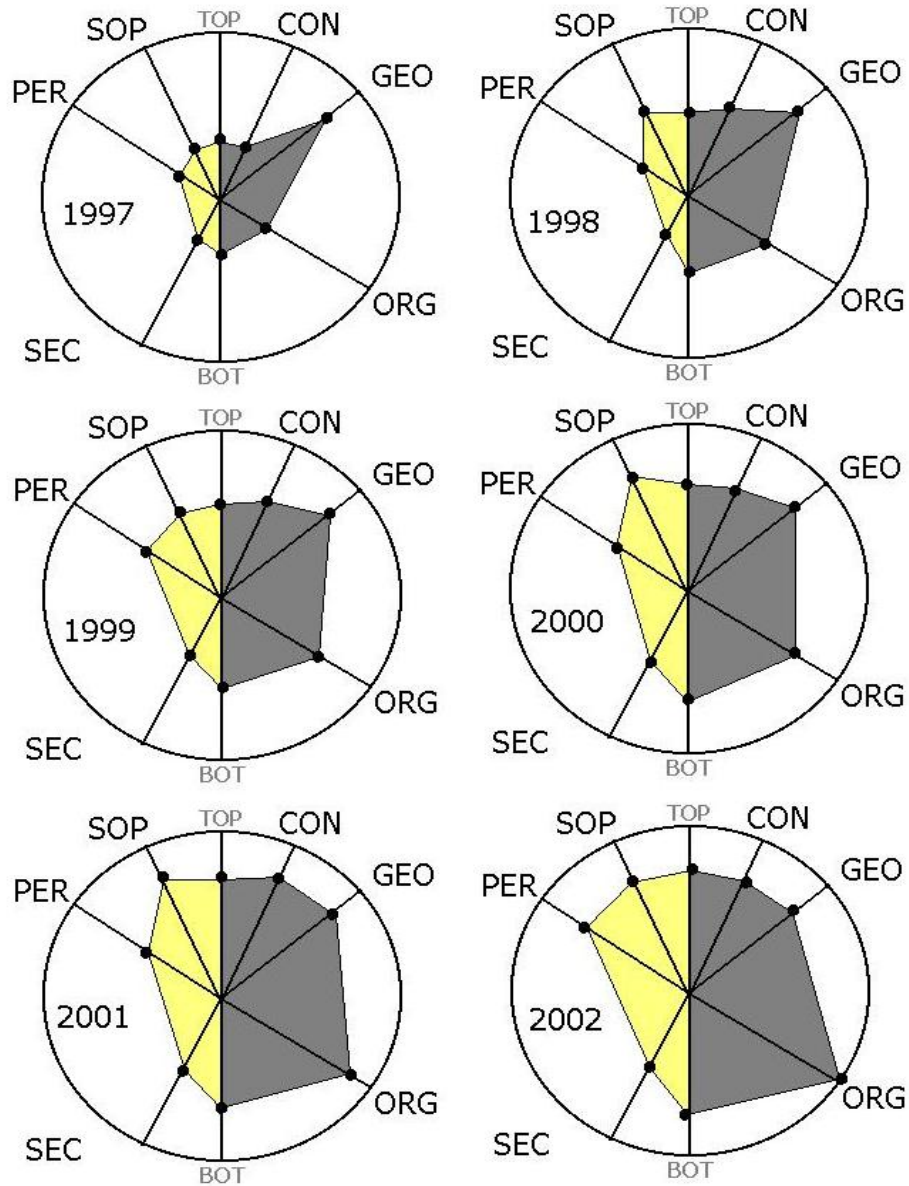 TOP
SOP
CON
PER
GEO
1997
ORG
SEC
BOT
TOP
SOP
CON
PER
GEO
1998
ORG
SEC
BOT
TOP
SOP
CON
PER
GEO
1999
ORG
SEC
BOT
TOP
SOP
CON
PER
GEO
2000
ORG
SEC
BOT
TOP
SOP
CON
PER
GEO
2001
ORG
SEC
BOT
TOP
SOP
CON
PER
GEO
2002
ORG
SEC
BOT